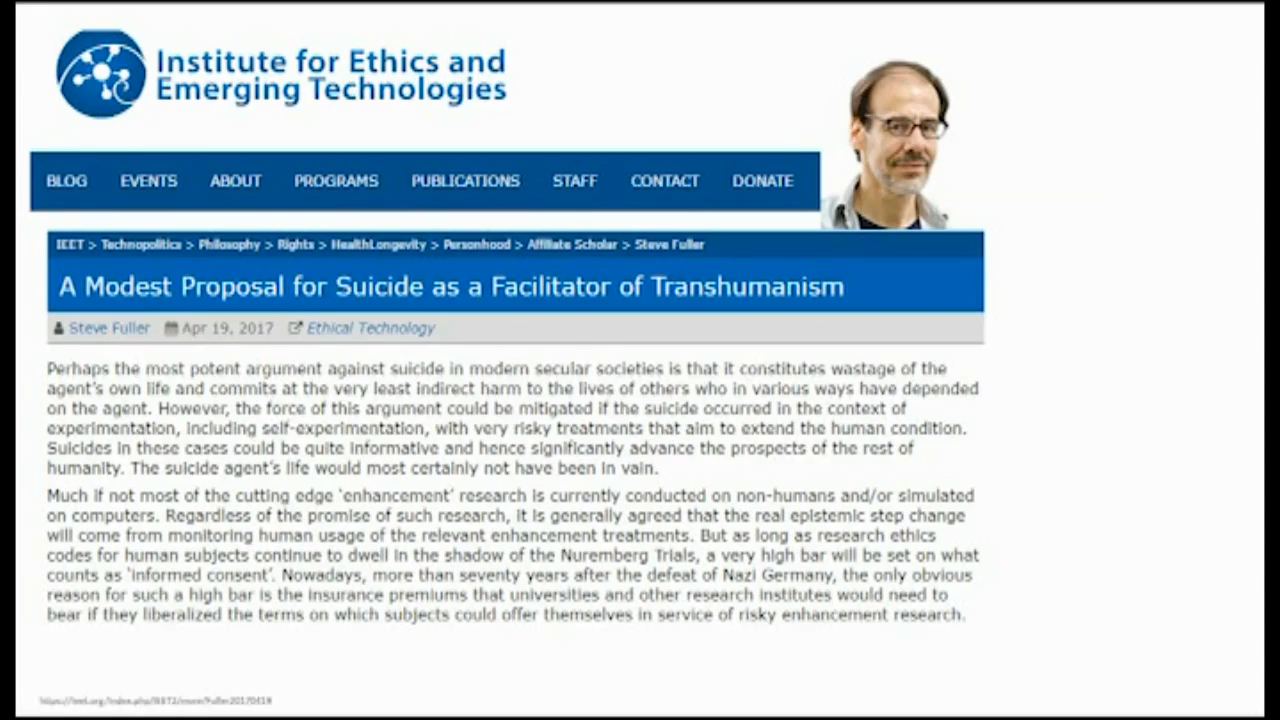 Institute for Ethics and
Emerging Technologies
BLOG EVENTS ABOUT PROGRAMS PUBLICATIONS STAFF CONTACT DONATE
IEET > Technopolitics > Philosophy > Rights > HealthLongevity > Personhood > Affiliate Scholar > Steve Fuller
A Modest Proposal for Suicide as a Facilitator of Transhumanism
Steve Fuller Apr 19, 2017 Ethical Technology
Perhaps the most potent argument against suicide in modern secular societies is that it constitutes wastage of the
agent's own life and commits at the very least indirect harm to the lives of others who in various ways have depended
on the agent. However, the force of this argument could be mitigated if the suicide occurred in the context of
experimentation, including self-experimentation, with very risky treatments that aim to extend the human condition.
Suicides in these cases could be quite informative and hence significantly advance the prospects of the rest of
humanity. The suicide agent's life would most certainly not have been in vain.
Much if not most of the cutting edge 'enhancement' research is currently conducted on non-humans and/or simulated
on computers. Regardless of the promise of such research, it is generally agreed that the real epistemic step change
will come from monitoring human usage of the relevant enhancement treatments. But as long as research ethics
codes for human subjects continue to dwell in the shadow of the Nuremberg Trials, a very high bar will be set on what
counts as 'informed consent'. Nowadays, more than seventy years after the defeat of Nazi Germany, the only obvious
reason for such a high bar is the insurance premiums that universities and other research institutes would need to
bear if they liberalized the terms on which subjects could offer themselves in service of risky enhancement research.